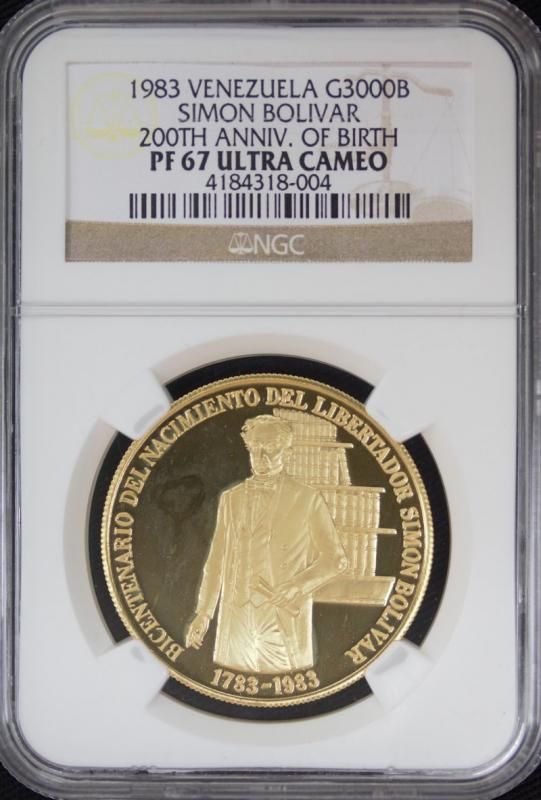 1983 VENEZUELA G3000B
SIMON BOLIVAR
200TH ANNIV. OF BIRTH
PF 67 ULTRA CAMEO
4184318-004
NGC
BICENTENARIO DEL NACIMIENTO DEL LIBERTADOR SIMON BOLIVAR
1783-1983